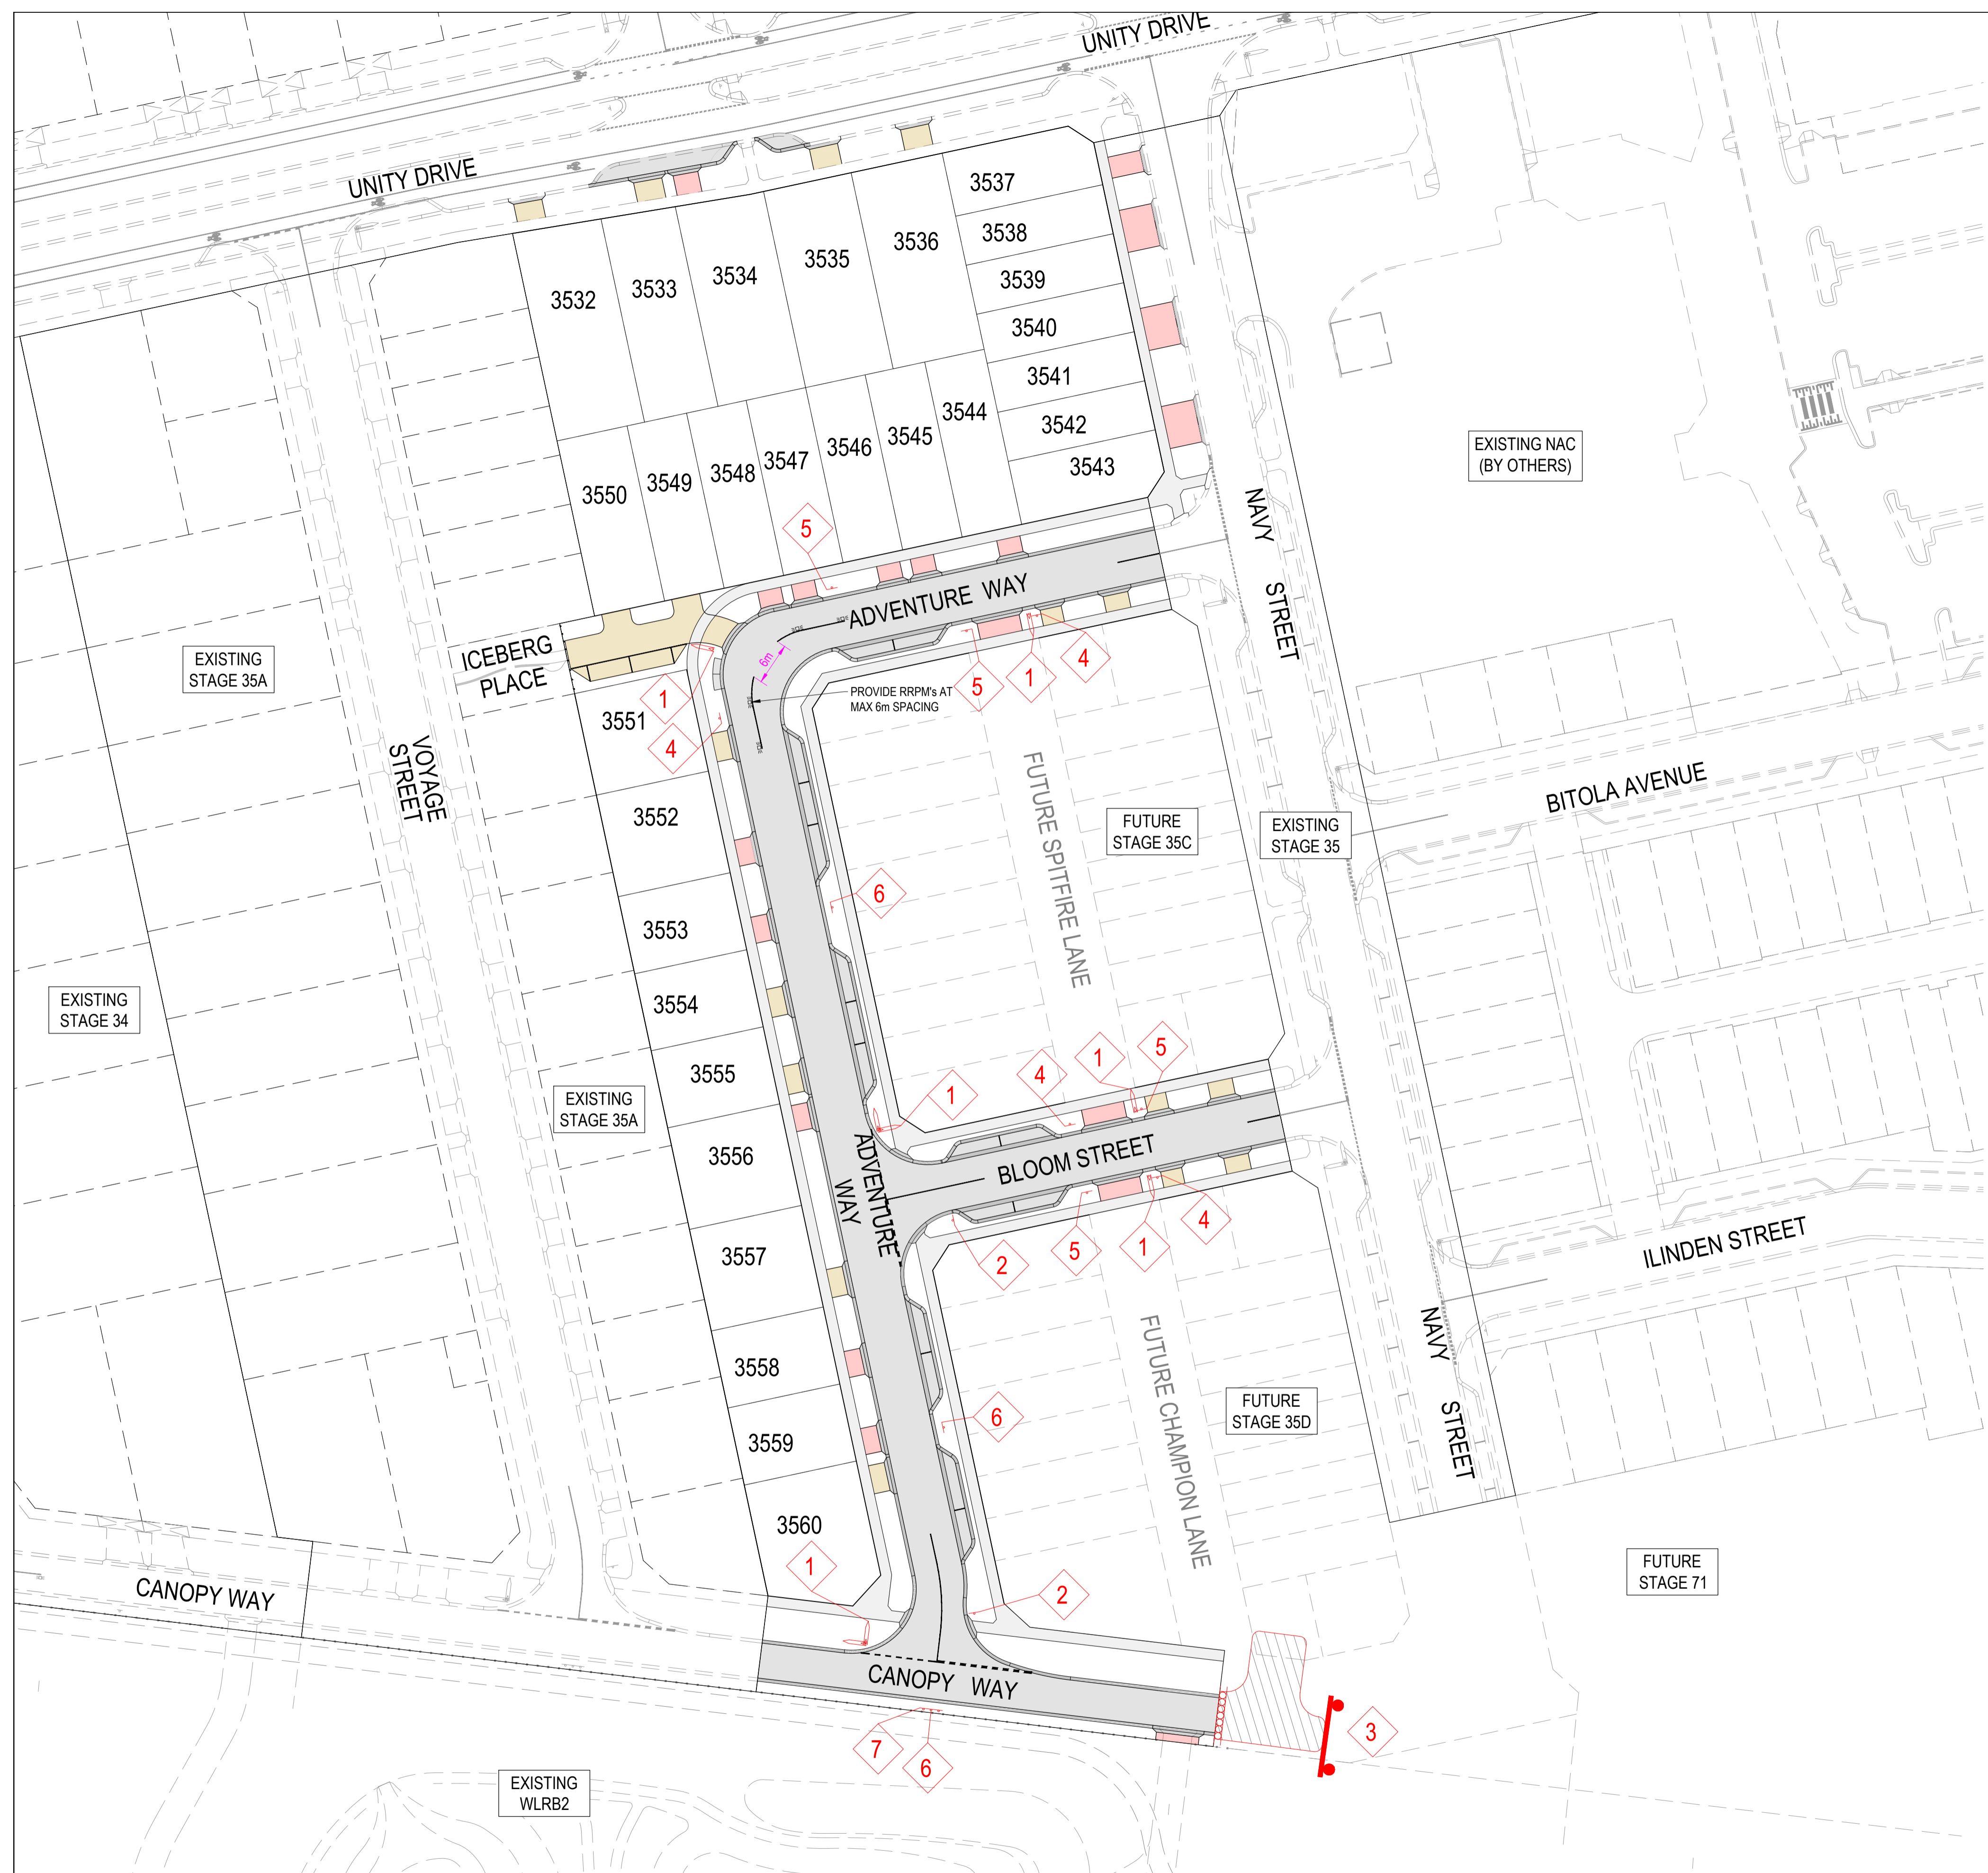 UNITY DRIVE
UNITY DRIVE
3537
3538
3536
3535
3534
3533
3532
3539
3540
3541
3542
3543
3544
3545
3546
3547
3548
3549
3550
EXISTING NAC
(BY OTHERS)
NAVY
STREET
5
ADVENTURE WAY
ICEBERG
PLACE
EXISTING
STAGE 35A
6m
1
4
5
1
4
PROVIDE RRPM's AT
MAX 6m SPACING
3551
VOYAGE
STREET
3552
FUTURE SPITFIRE LANE
FUTURE
STAGE 35C
EXISTING
STAGE 35
BITOLA AVENUE
6
3553
3554
EXISTING
STAGE 34
3555
EXISTING
STAGE 35A
1
4
1
5
ADVENTURE
WAY
BLOOM STREET
3556
2
5
1
4
3557
ILINDEN STREET
3558
NAVY
STREET
FUTURE CHAMPION LANE
FUTURE
STAGE 35D
6
3559
3560
1
2
CANOPY WAY
FUTURE
STAGE 71
CANOPY WAY
7
6
3
EXISTING
WLRB2